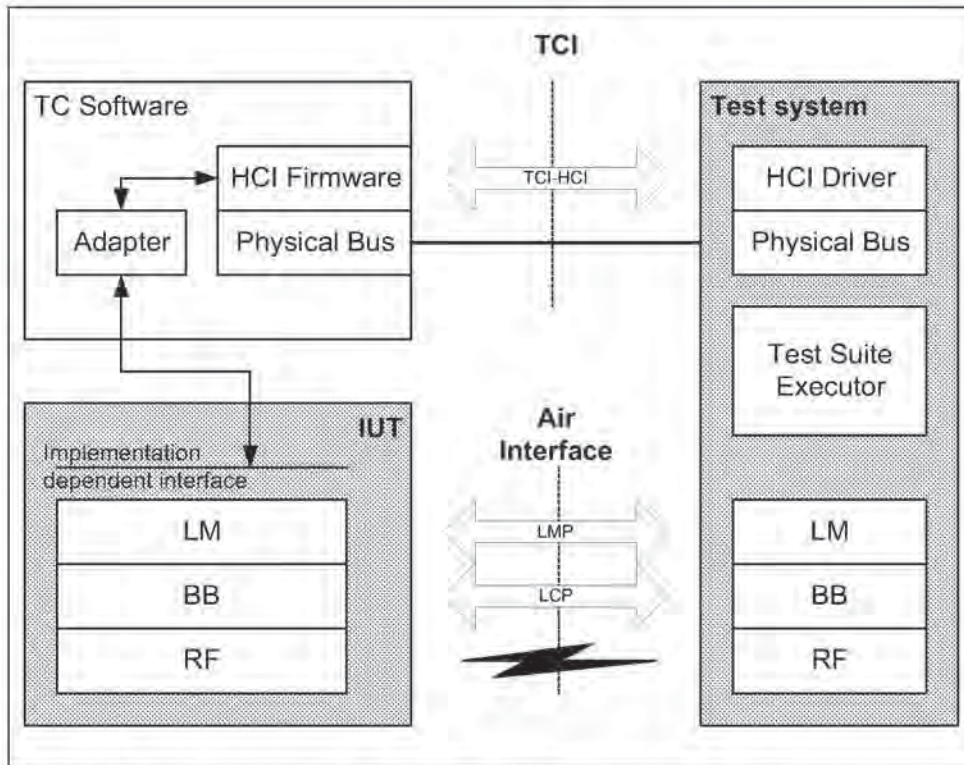 TCI
TC Software
HCI Firmware
Adapter
Physical Bus
TCI-HCI
Test system
HCI Driver
Physical Bus
Test Suite
Executor
IUT
Implementation
dependent interface
LM
BB
RF
Air
Interface
LMP
LCP
LM
BB
RF